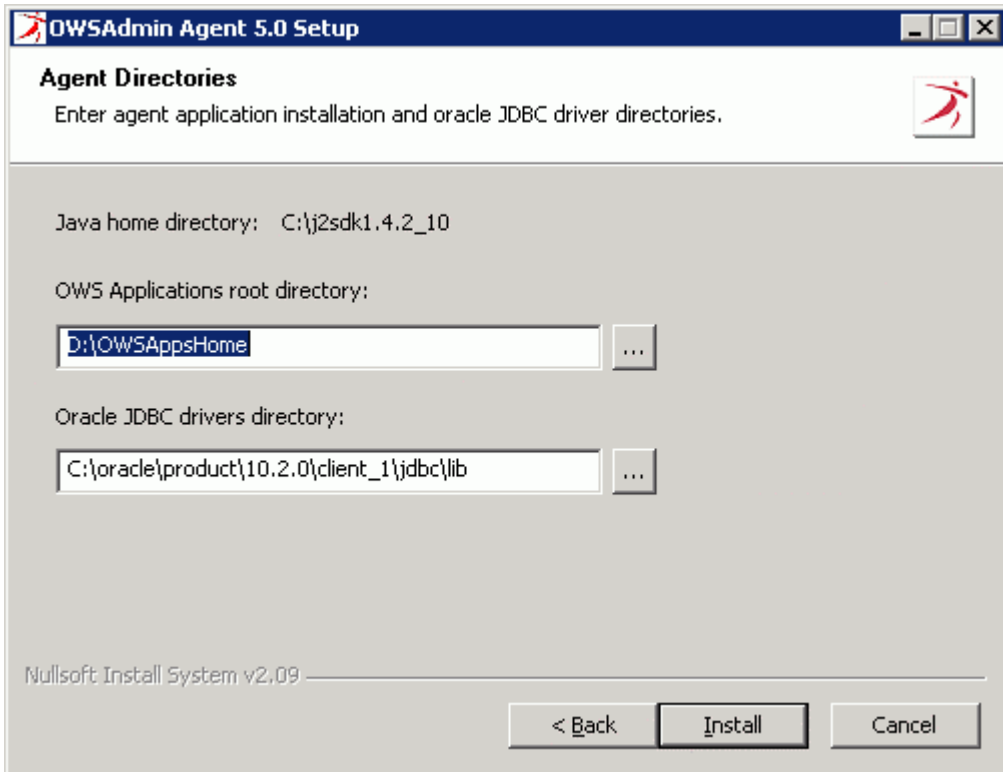 OWSAdmin Agent 5.0 Setup
Agent Directories
Enter agent application installation and oracle JDBC driver directories.
Java home directory: C:\j2sdk1.4.2_10
OWS Applications root directory:
D:\OWSAppsHome
...
Oracle JDBC drivers directory:
C:\oracle\product\10.2.0\client_1\jdbc\lib
...
Nullsoft Install System v2.09
< Back
Install
Cancel